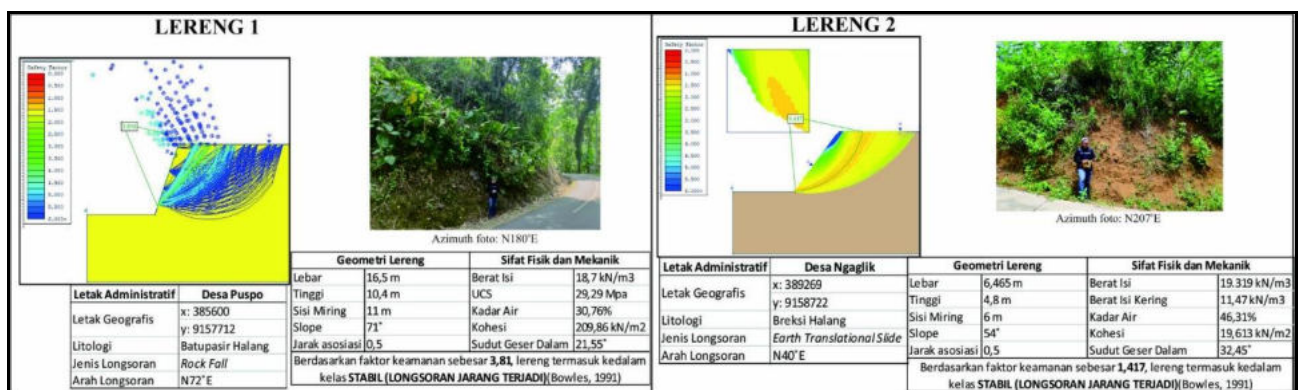 LERENG 1
Safety Factor
Azimuth foto: N180°E
Letak Administratif Desa Puspo
Letak Geografis x: 385600
y: 9157712
Litologi Batupasir Halang
Jenis Longsoran Rock Fall
Arah Longsoran N72°E
Geometri Lereng Sifat Fisik dan Mekanik
Lebar 16,5 m Berat Isi 18,7 kN/m3
Tinggi 10,4 m UCS 29,29 Mpa
Sisi Miring 11 m Kadar Air 30,76%
Slope 71° Kohesi 209,86 kN/m2
Jarak asosiasi 0,5 Sudut Geser Dalam 21,55°
Berdasarkan faktor keamanan sebesar 3,81, lereng termasuk kedalam
kelas STABIL (LONGSORAN JARANG TERJADI)(Bowles, 1991)
LERENG 2
Safety Factor
Azimuth foto: N207°E
Letak Administratif Desa Ngaglik
Letak Geografis x: 389269
y: 9158722
Litologi Breksi Halang
Jenis Longsoran Earth Translational Slide
Arah Longsoran N40°E
Geometri Lereng Sifat Fisik dan Mekanik
Lebar 6,465 m Berat Isi 19.319 kN/m3
Tinggi 4,8 m Berat Isi Kering 11,47 kN/m3
Sisi Miring 6 m Kadar Air 46,31%
Slope 54° Kohesi 19,613 kN/m2
Jarak asosiasi 0,5 Sudut Geser Dalam 32,45°
Berdasarkan faktor keamanan sebesar 1,417, lereng termasuk kedalam
kelas STABIL (LONGSORAN JARANG TERJADI)(Bowles, 1991)